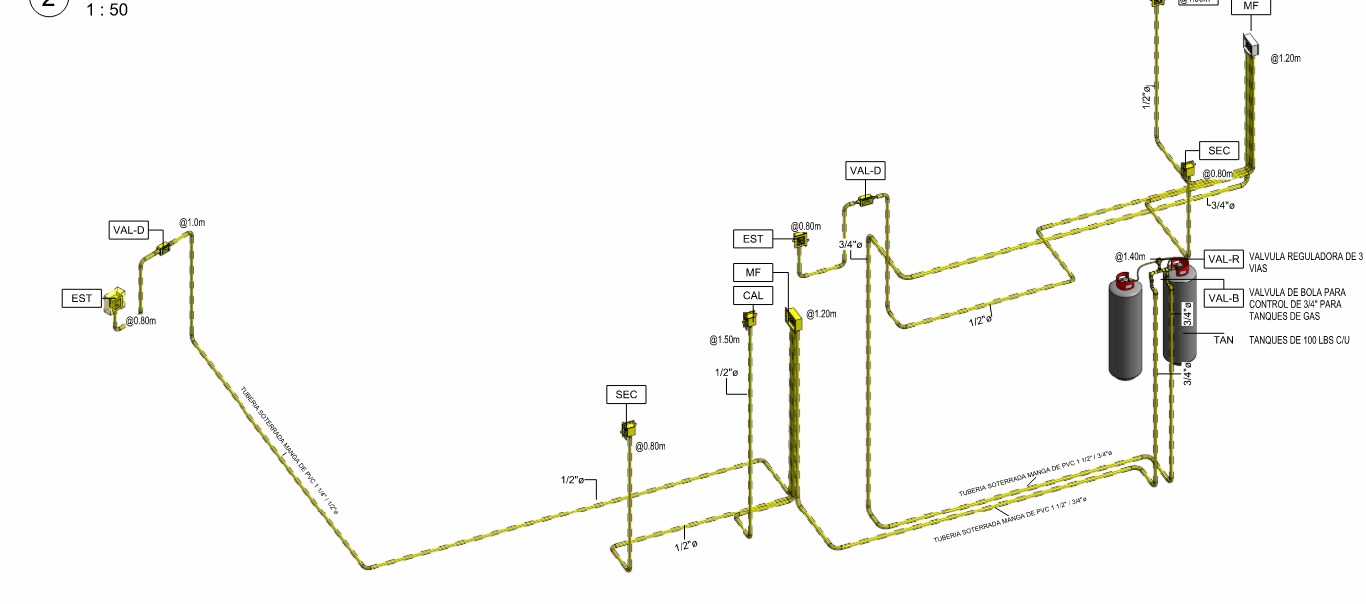 2
1 : 50
MF
@1.20m
1/2"ø
SEC
@0.80m
3/4"ø
VAL-D
VAL-D
@1.0m
EST
@0.80m
3/4"ø
EST
@0.80m
MF
CAL
@1.20m
@1.50m
1/2"ø
1/2"ø
@1.40m
VAL-R
VALVULA REGULADORA DE 3
VIAS
VAL-B
VALVULA DE BOLA PARA
CONTROL DE 3/4" PARA
TANQUES DE GAS
3/4"ø
TAN
TANQUES DE 100 LBS C/U
3/4"ø
SEC
@0.80m
TUBERIA SOTERRADA MANGA DE PVC 1 1/4" / 1/2"ø
1/2"ø
1/2"ø
TUBERIA SOTERRADA MANGA DE PVC 1 1/2" / 3/4"ø
TUBERIA SOTERRADA MANGA DE PVC 1 1/2" / 3/4"ø